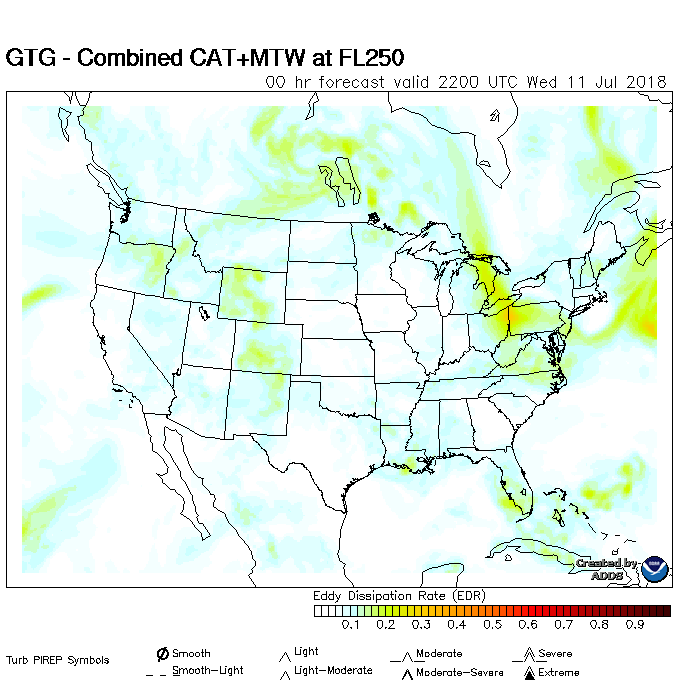 GTG - Combined CAT+MTW at FL250
00 hr forecast valid 2200 UTC Wed 11 Jul 2018
Created by
ADDS
Eddy Dissipation Rate (EDR)
0.1 0.2 0.3 0.4 0.5 0.6 0.7 0.8 0.9
Turb PIREP Symbols
Smooth Light Moderate Severe
Smooth-Light Light-Moderate Moderate-Severe Extreme